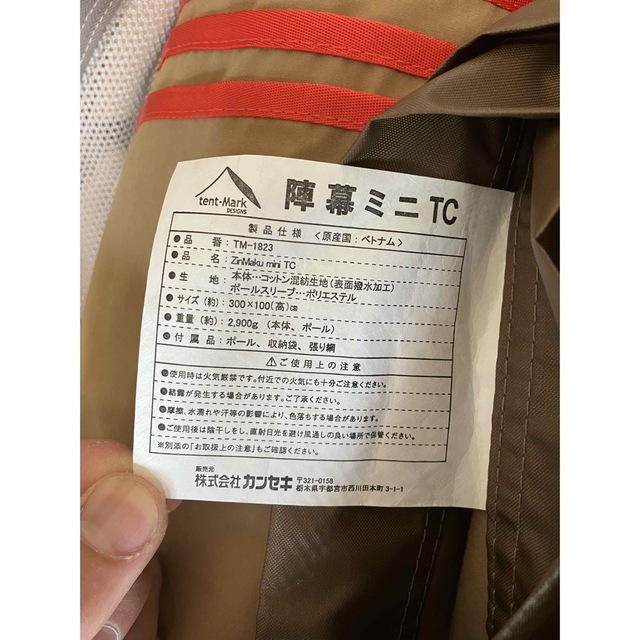 tent-Mark
DESIGNS
陣幕ミニTC
製品仕様 〈原産国：ベトナム〉
●品　　番： TM-1823
●品　　名： ZinMaku mini TC
●生　　地： 本体…コットン混紡生地（表面撥水加工）
ポールスリーブ…ポリエステル
●サイズ（約）：300×100（高）㎝
●重量（約）：2,900g （本体、ポール）
●付　属　品：ポール、収納袋、張り綱
⚠ご使用上の注意
●使用時は火気厳禁です。付近での火気にも十分ご注意ください。
●結露が発生する場合があります。ご了承ください。
●摩擦、水濡れや汗等の影響により、色落ちする場合があります。
●ご使用後は陰干しをし、直射日光を避け風通しの良い場所で保管ください。
※別添の「お取扱上の注意」もご確認ください。
販売元
株式会社カンセキ 〒321-0158
栃木県宇都宮市西川田本町 3-1-1